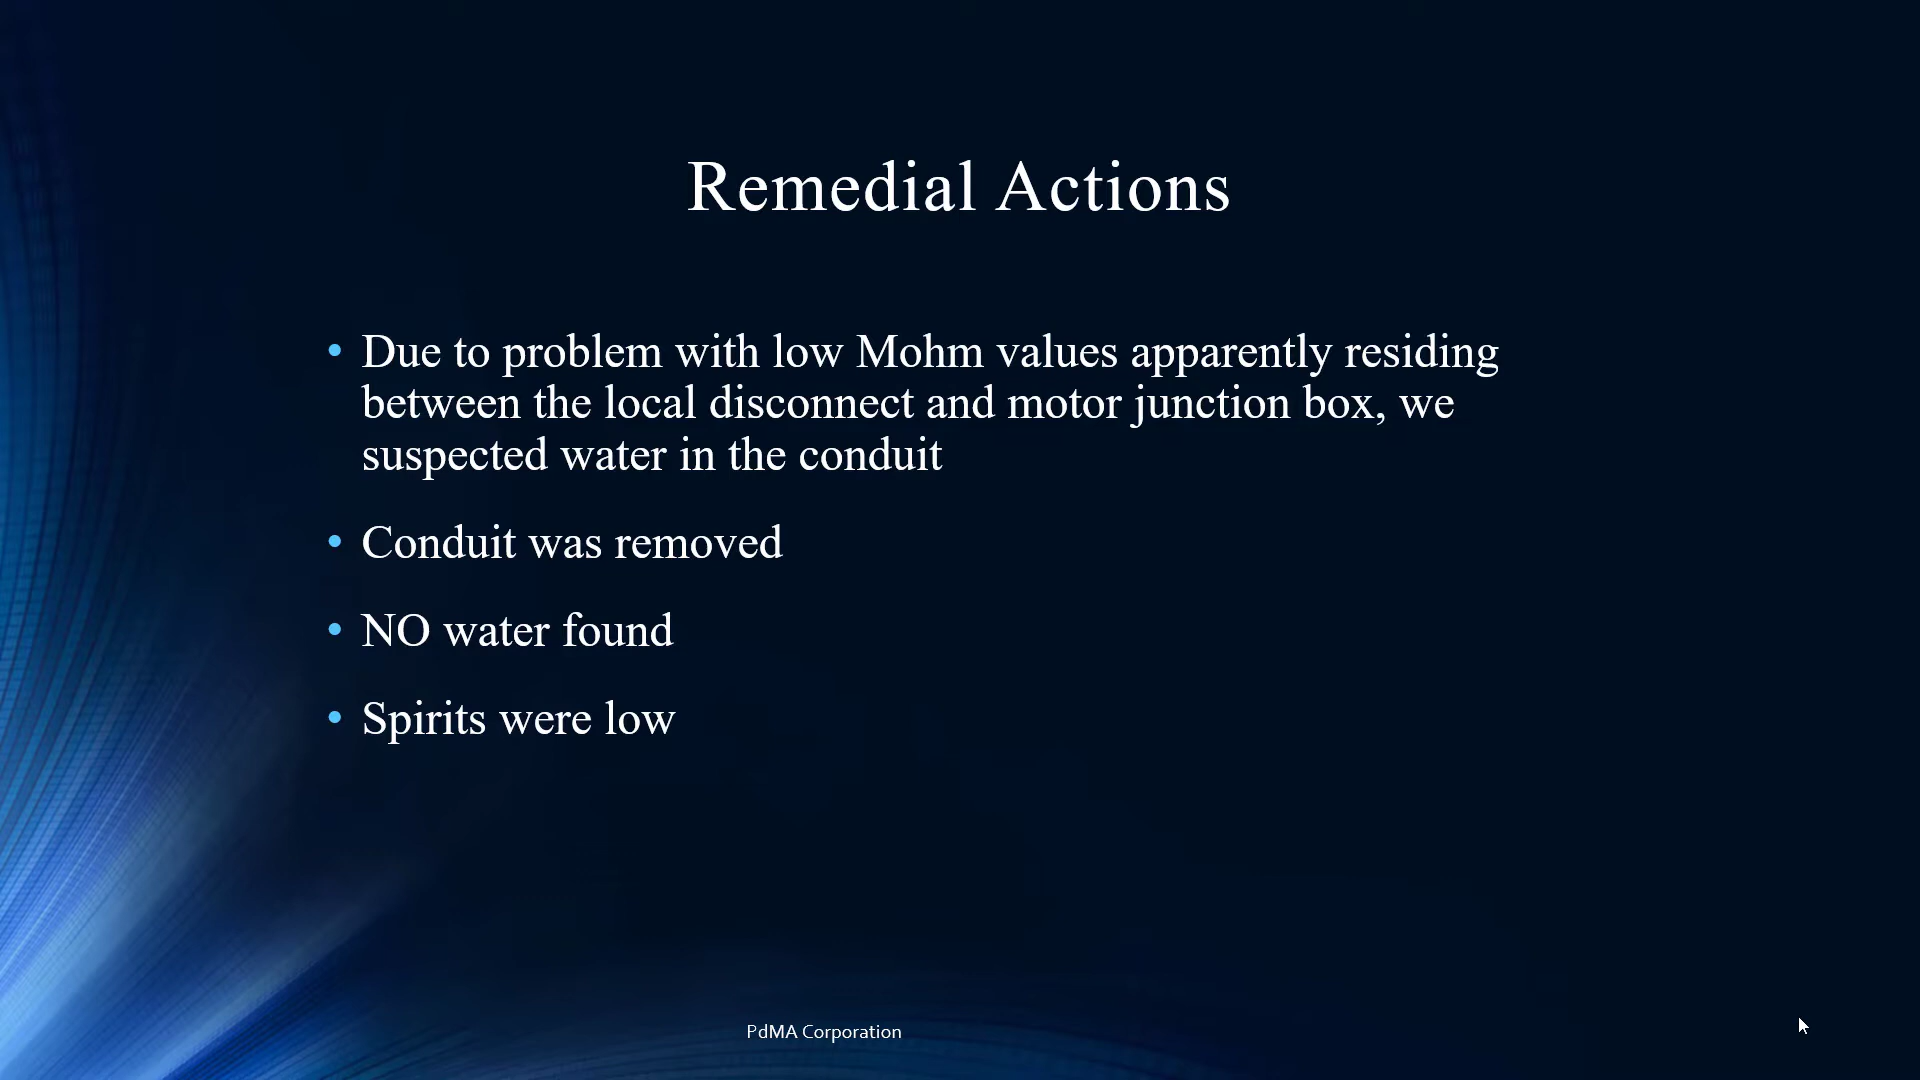 Remedial Actions
• Due to problem with low Mohm values apparently residing
between the local disconnect and motor junction box, we
suspected water in the conduit
• Conduit was removed
• NO water found
• Spirits were low
PdMA Corporation